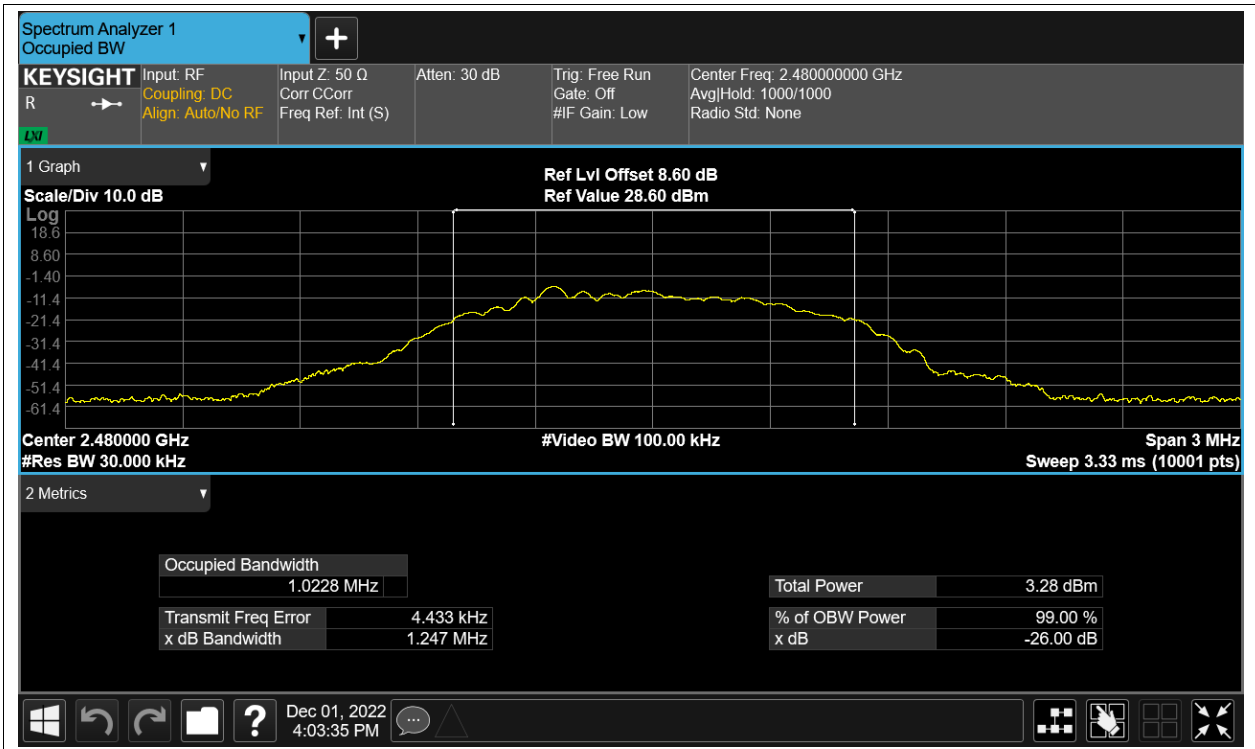 Spectrum Analyzer 1
Occupied BW
KEYSIGHT
R
LXI
Input: RF
Coupling: DC
Align: Auto/No RF
Input Z: 50 Ω
Corr CCorr
Freq Ref: Int (S)
Atten: 30 dB
Trig: Free Run
Gate: Off
#IF Gain: Low
Center Freq: 2.480000000 GHz
Avg|Hold: 1000/1000
Radio Std: None
1 Graph
Scale/Div 10.0 dB
Ref Lvl Offset 8.60 dB
Ref Value 28.60 dBm
Log
18.6
8.60
-1.40
-11.4
-21.4
-31.4
-41.4
-51.4
-61.4
Center 2.480000 GHz
#Res BW 30.000 kHz
#Video BW 100.00 kHz
Span 3 MHz
Sweep 3.33 ms (10001 pts)
2 Metrics
Occupied Bandwidth
1.0228 MHz
Transmit Freq Error 4.433 kHz
x dB Bandwidth 1.247 MHz
Total Power 3.28 dBm
% of OBW Power 99.00 %
x dB -26.00 dB
?
Dec 01, 2022
4:03:35 PM